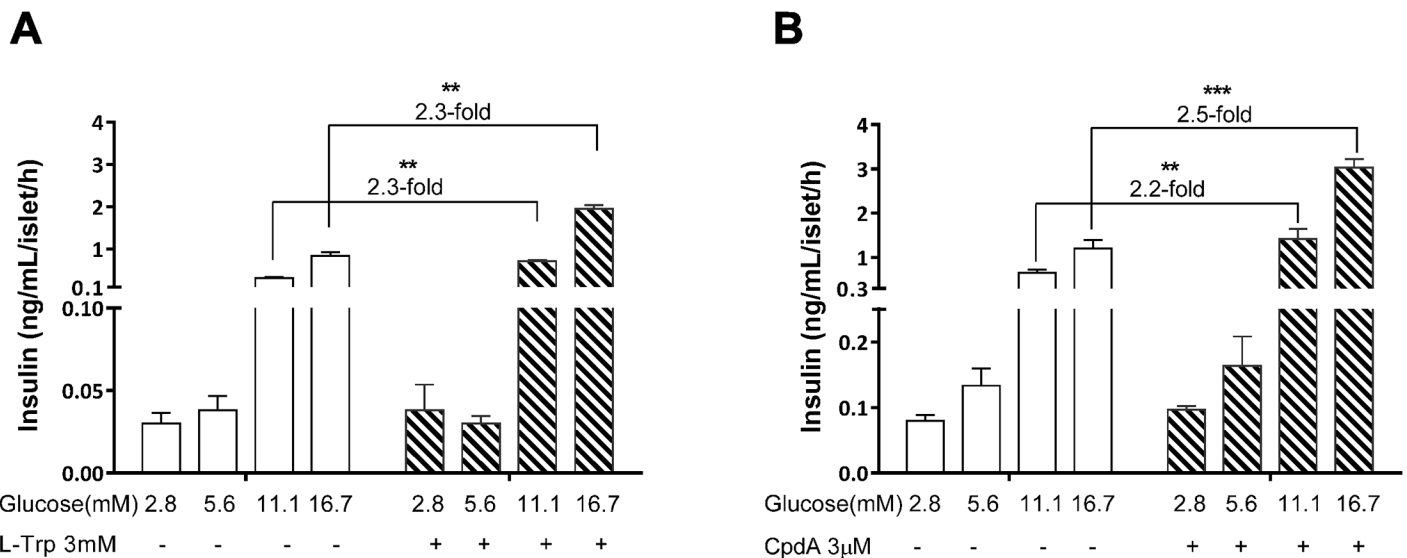 A
**
2.3-fold
**
2.3-fold
4
3
2
1
0.1
0.10
0.05
0.00
Insulin (ng/mL/islet/h)
Glucose(mM) 2.8 5.6 11.1 16.7 2.8 5.6 11.1 16.7
L-Trp 3mM - - - - + + + +
B
***
2.5-fold
**
2.2-fold
4
3
2
1
0.3
0.2
0.1
0.0
Insulin (ng/mL/islet/h)
Glucose(mM) 2.8 5.6 11.1 16.7 2.8 5.6 11.1 16.7
CpdA 3μM - - - - + + + +